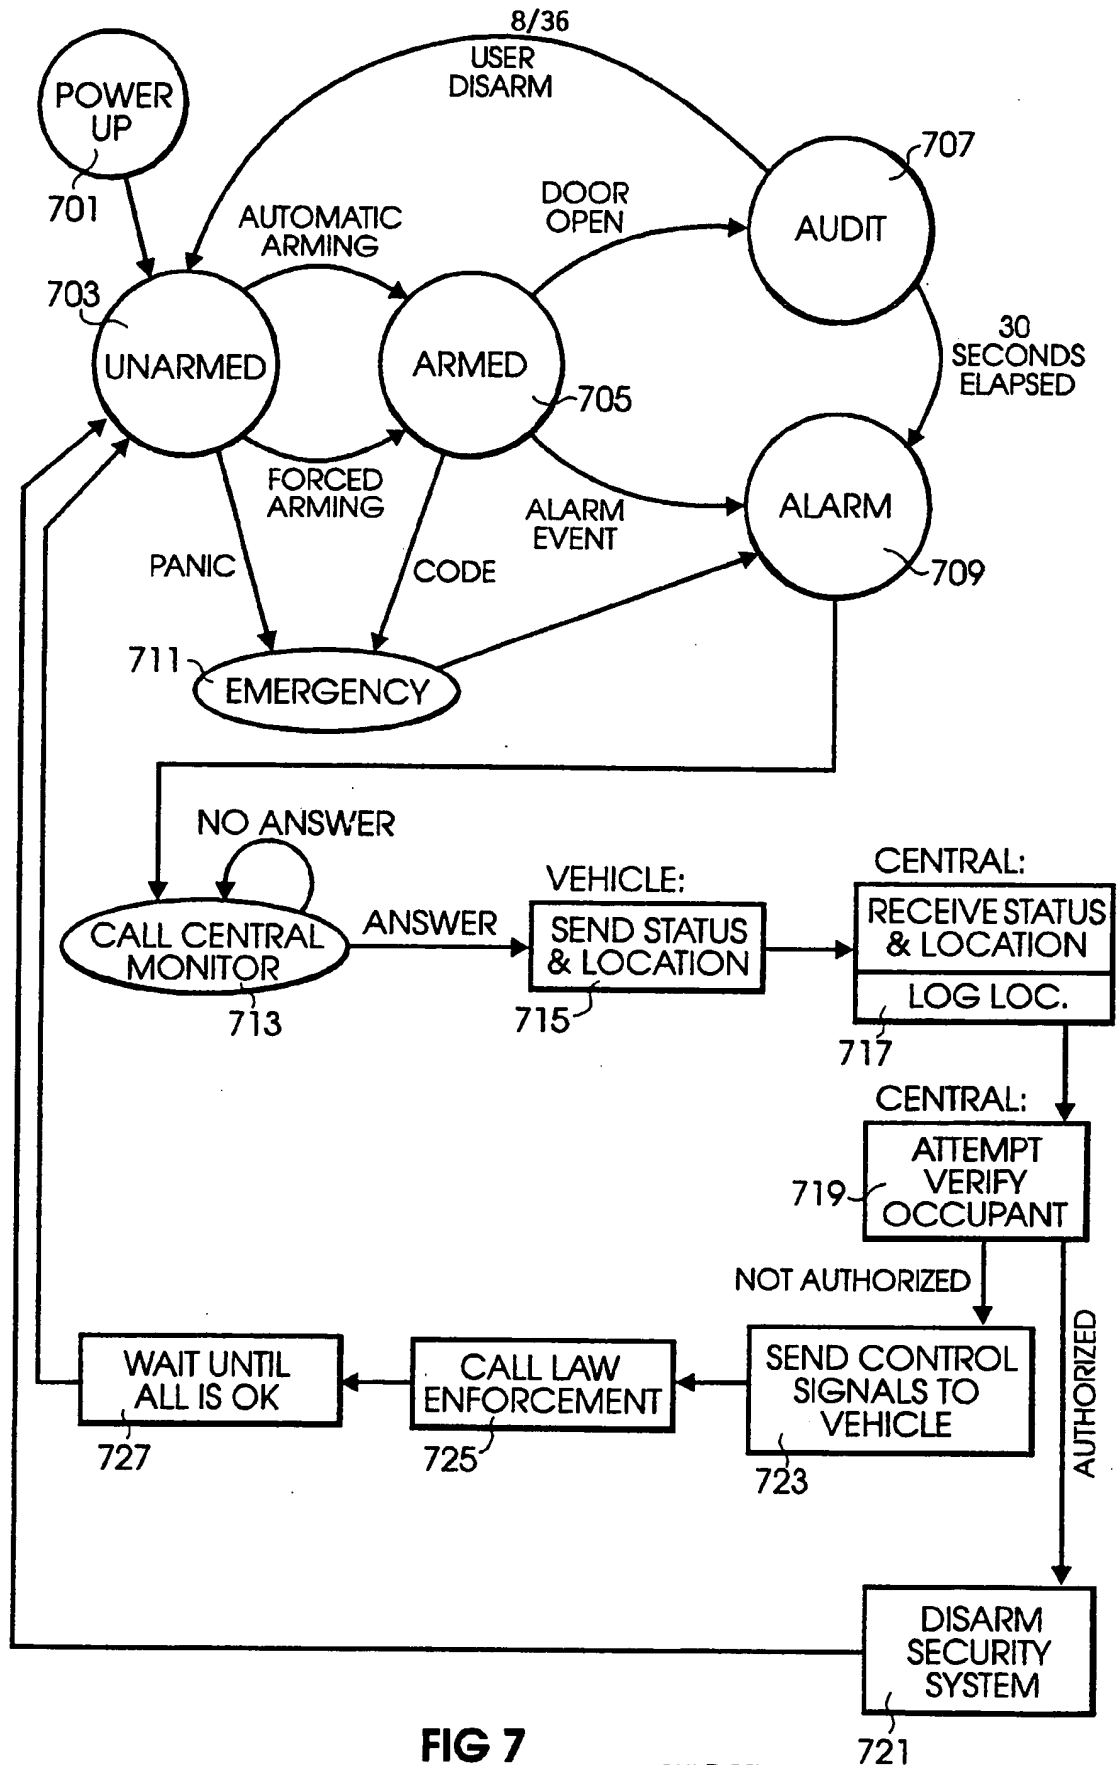 8/36
USER
DISARM
POWER
UP
701
707
DOOR
OPEN
AUTOMATIC
ARMING
AUDIT
703
30
SECONDS
ELAPSED
UNARMED
ARMED
705
FORCED
ARMING
ALARM
EVENT
ALARM
PANIC
CODE
709
711
EMERGENCY
NO ANSWER
CENTRAL:
VEHICLE:
RECEIVE STATUS
& LOCATION
ANSWER
SEND STATUS
& LOCATION
CALL CENTRAL
MONITOR
LOG LOC.
713
715
717
CENTRAL:
ATTEMPT
VERIFY
OCCUPANT
719
NOT AUTHORIZED
AUTHORIZED
WAIT UNTIL
ALL IS OK
CALL LAW
ENFORCEMENT
SEND CONTROL
SIGNALS TO
VEHICLE
727
725
723
DISARM
SECURITY
SYSTEM
721
FIG 7